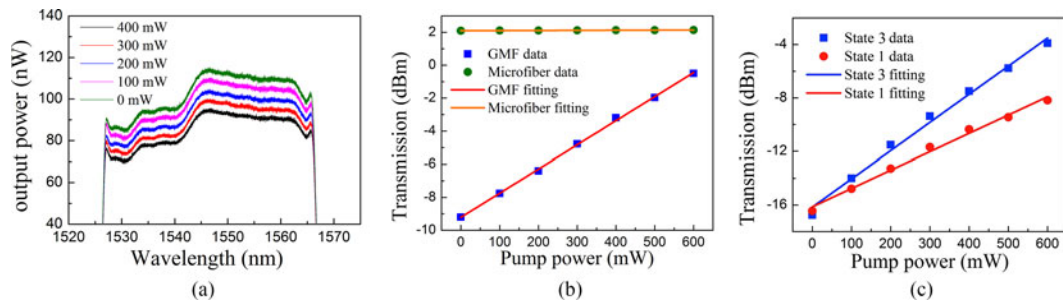 (a)
400 mW
300 mW
200 mW
100 mW
0 mW
output power (nW)
140
120
100
80
60
40
1520 1530 1540 1550 1560 1570
Wavelength (nm)
(a)
(b)
GMF data
Microfiber data
GMF fitting
Microfiber fitting
Transmission (dBm)
4
2
0
-2
-4
-6
-8
-10
0 100 200 300 400 500 600
Pump power (mW)
(b)
(c)
State 3 data
State 1 data
State 3 fitting
State 1 fitting
Transmission (dBm)
-4
-8
-12
-16
0 100 200 300 400 500 600
Pump power (mW)
(c)